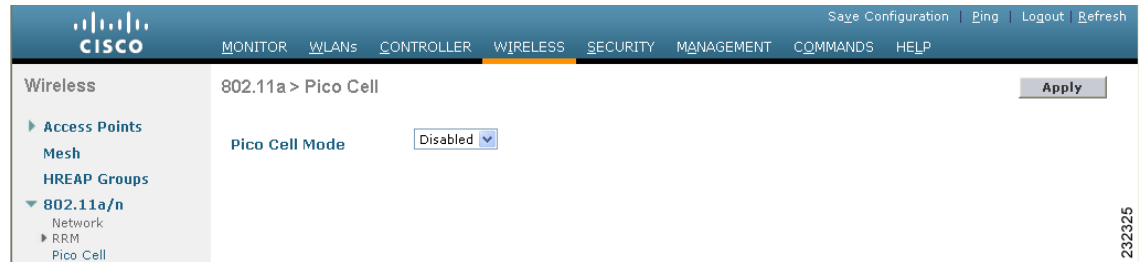 Save Configuration | Ping | Logout | Refresh
CISCO
MONITOR WLANs CONTROLLER WIRELESS SECURITY MANAGEMENT COMMANDS HELP
Wireless
802.11a > Pico Cell
Apply
Access Points
Mesh
HREAP Groups
802.11a/n
Network
RRM
Pico Cell
Pico Cell Mode
Disabled
232325